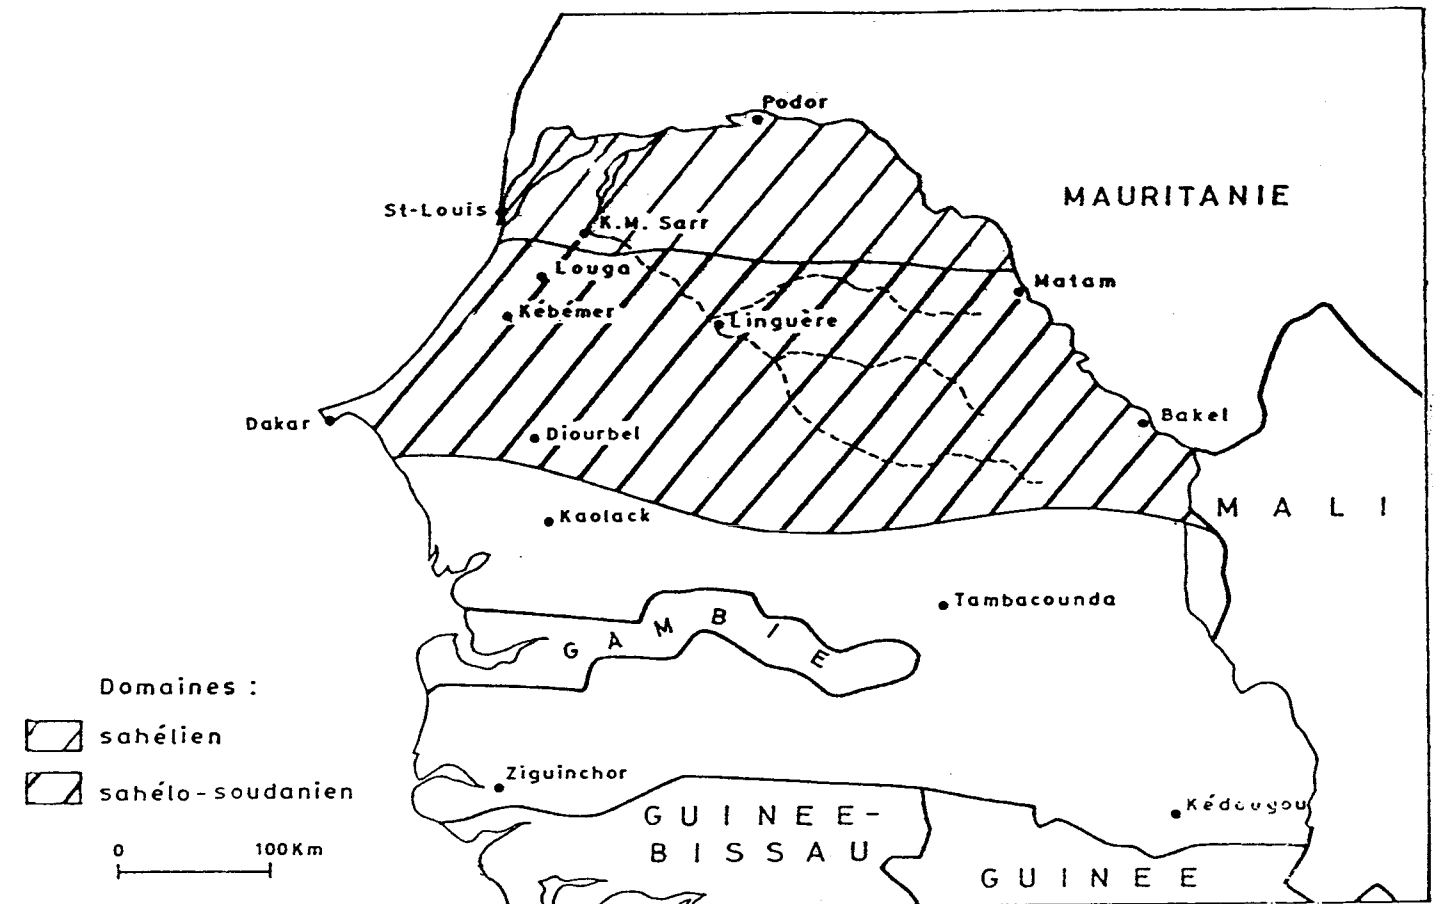 Podor
MAURITANIE
St-Louis
K.M. Sarr
Louga
Matam
Kébémer
Linguère
Dakar
Bakel
Diourbel
MALI
Kaolack
Tambacounda
GAMBIE
Domaines :
sahélien
sahélo-soudanien
Ziguinchor
Kédougou
GUINEE-
BISSAU
0 100Km
GUINEE